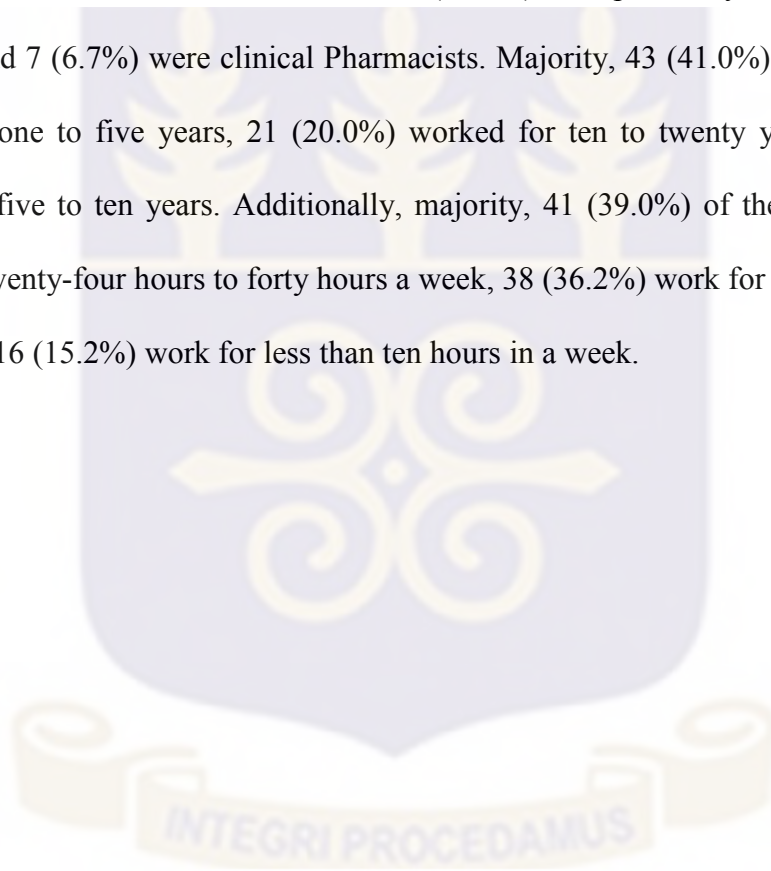 d 7 (6.7%) were clinical Pharmacists. Majority, 43 (41.0%)
one to five years, 21 (20.0%) worked for ten to twenty y
five to ten years. Additionally, majority, 41 (39.0%) of the
wenty-four hours to forty hours a week, 38 (36.2%) work for
16 (15.2%) work for less than ten hours in a week.
INTEGRI PROCEDAMUS